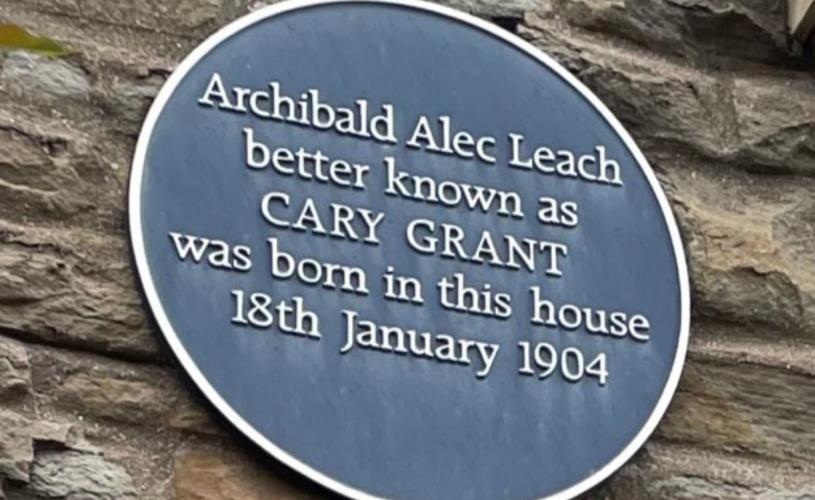 Archibald Alec Leach
better known as
CARY GRANT
was born in this house
18th January 1904